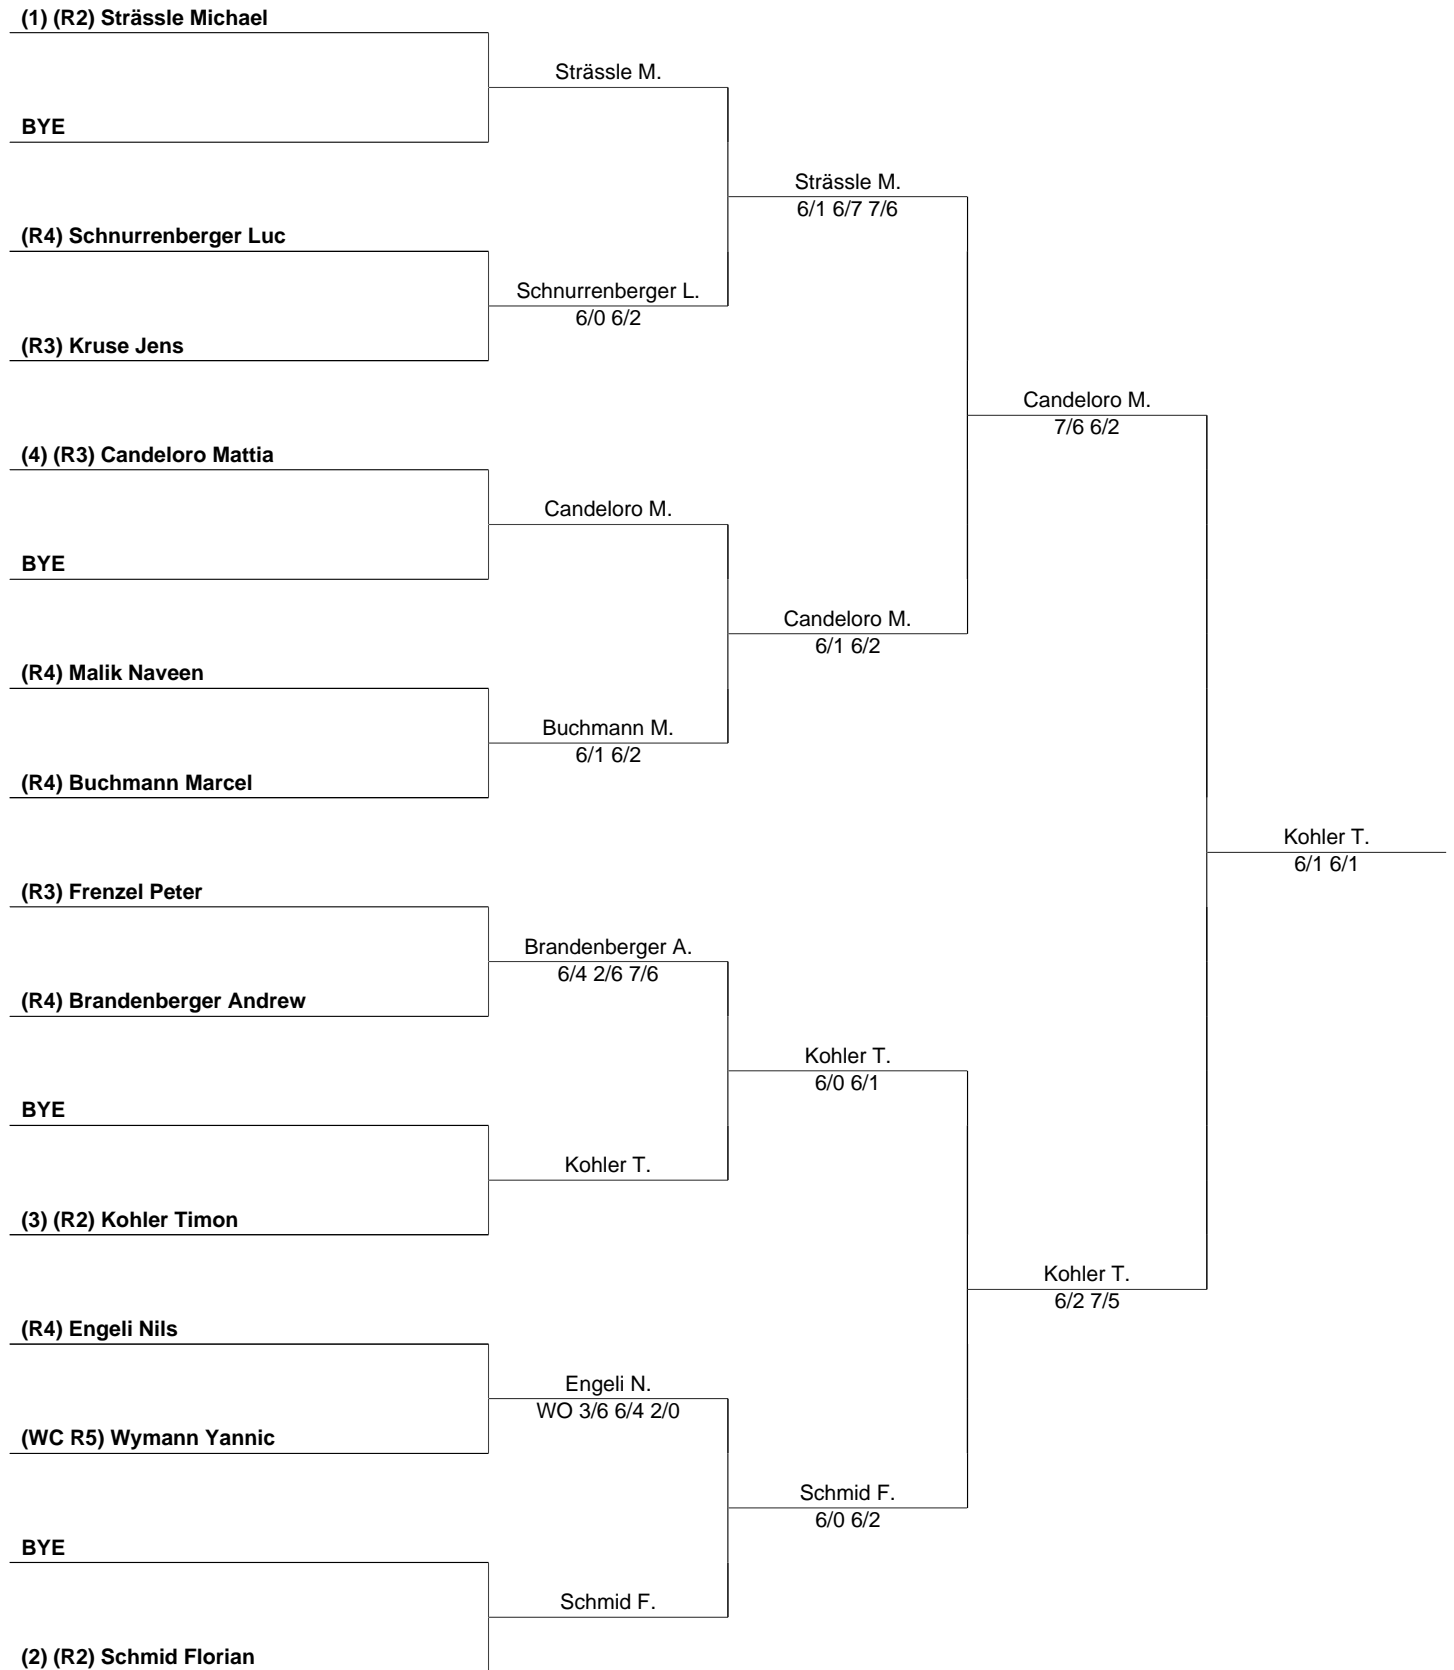 (1) (R2) Strässle Michael
Strässle M.
BYE
Strässle M.
6/1 6/7 7/6
(R4) Schnurrenberger Luc
Schnurrenberger L.
6/0 6/2
(R3) Kruse Jens
Candeloro M.
7/6 6/2
(4) (R3) Candeloro Mattia
Candeloro M.
BYE
Candeloro M.
6/1 6/2
(R4) Malik Naveen
Buchmann M.
6/1 6/2
(R4) Buchmann Marcel
Kohler T.
6/1 6/1
(R3) Frenzel Peter
Brandenberger A.
6/4 2/6 7/6
(R4) Brandenberger Andrew
Kohler T.
6/0 6/1
BYE
Kohler T.
(3) (R2) Kohler Timon
Kohler T.
6/2 7/5
(R4) Engeli Nils
Engeli N.
WO 3/6 6/4 2/0
(WC R5) Wymann Yannic
Schmid F.
6/0 6/2
BYE
Schmid F.
(2) (R2) Schmid Florian